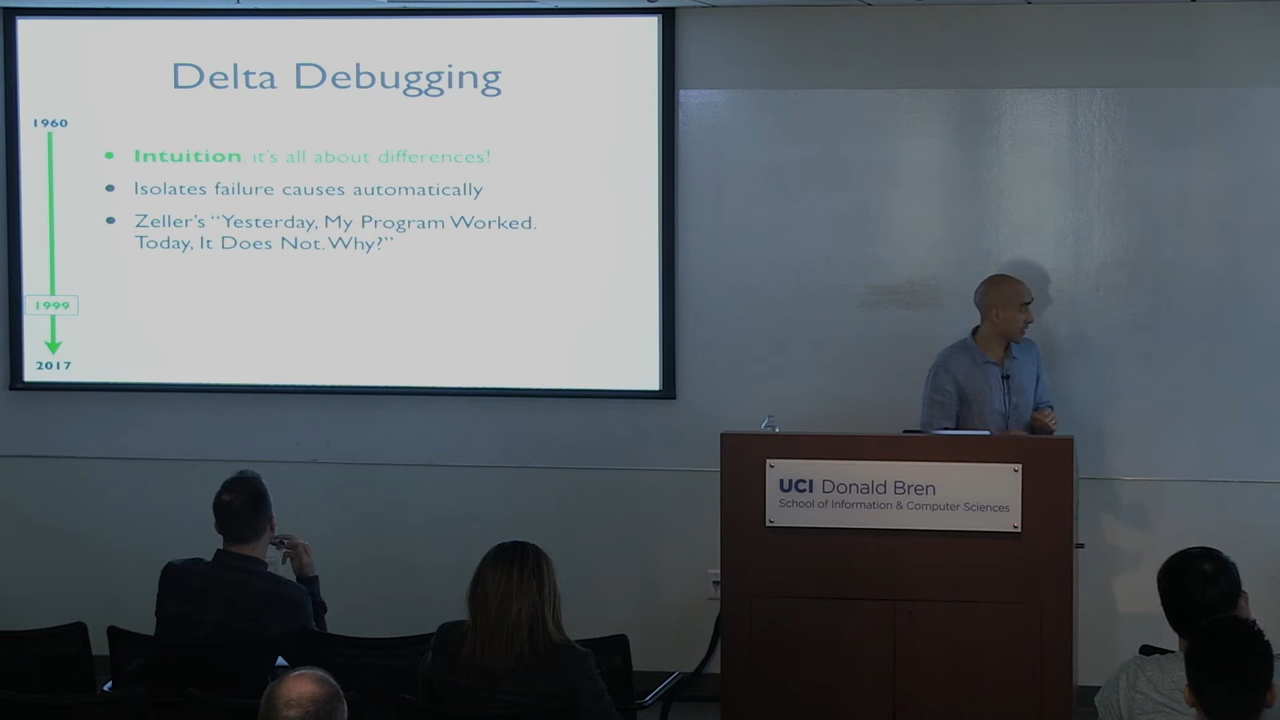 Delta Debugging
1960
• Intuition it's all about differences!
• Isolates failure causes automatically
• Zeller's "Yesterday, My Program Worked.
Today, It Does Not. Why?"
1999
2017
UCI Donald Bren
School of Information & Computer Sciences